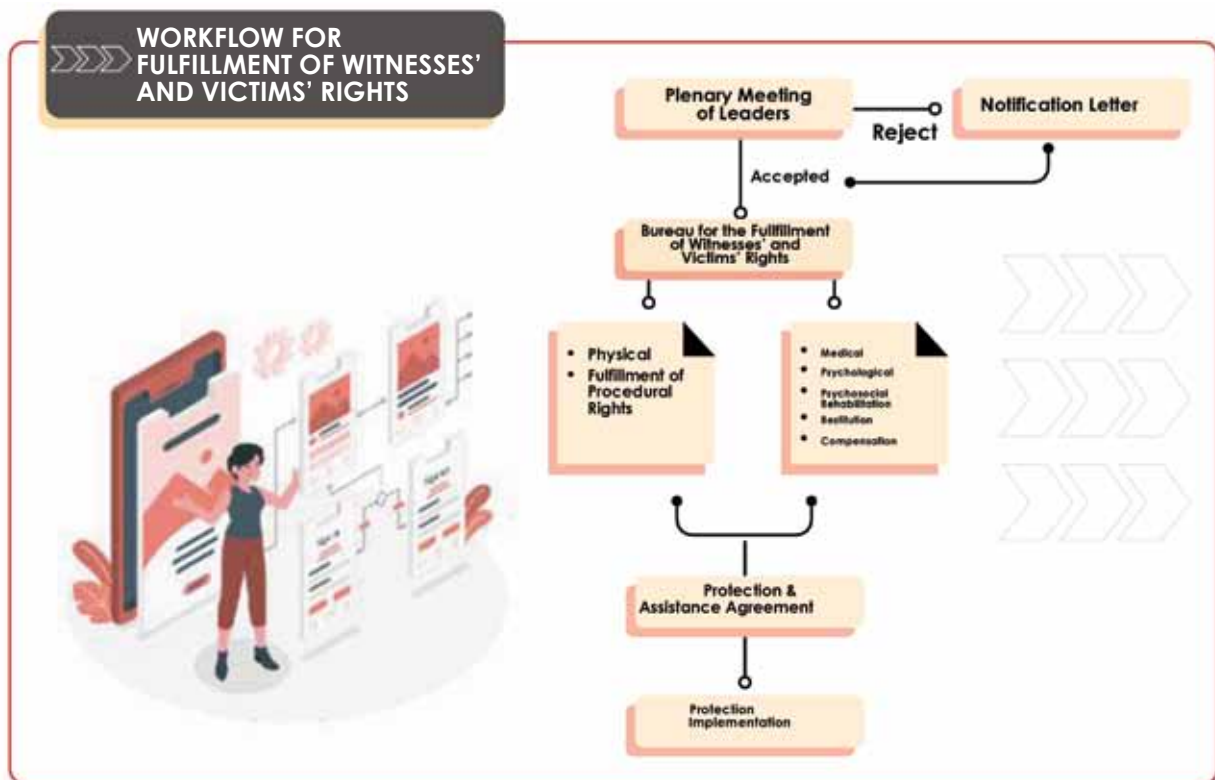 WORKFLOW FOR
FULFILLMENT OF WITNESSES'
AND VICTIMS' RIGHTS
Plenary Meeting
of Leaders
Reject
Notification Letter
Accepted
Bureau for the Fullfillment
of Witnesses' and
Victims' Rights
• Physical
• Fulfillment of
Procedural
Rights
• Medical
• Psychological
• Psychosocial
Rehabilitation
• Restitution
• Compensation
Protection &
Assistance Agreement
Protection
Implementation